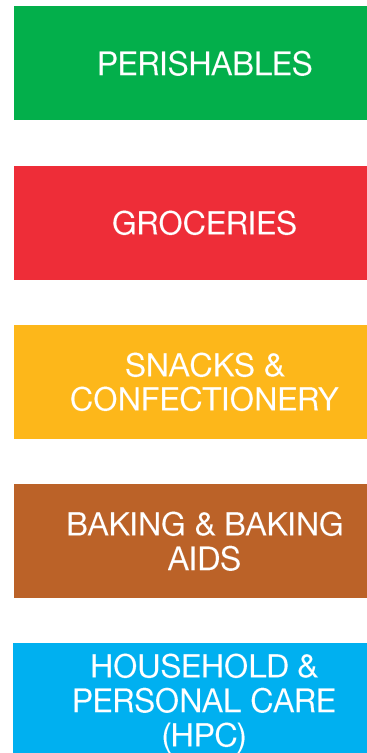 PERISHABLES
GROCERIES
SNACKS &
CONFECTIONERY
BAKING & BAKING
AIDS
HOUSEHOLD &
PERSONAL CARE
(HPC)